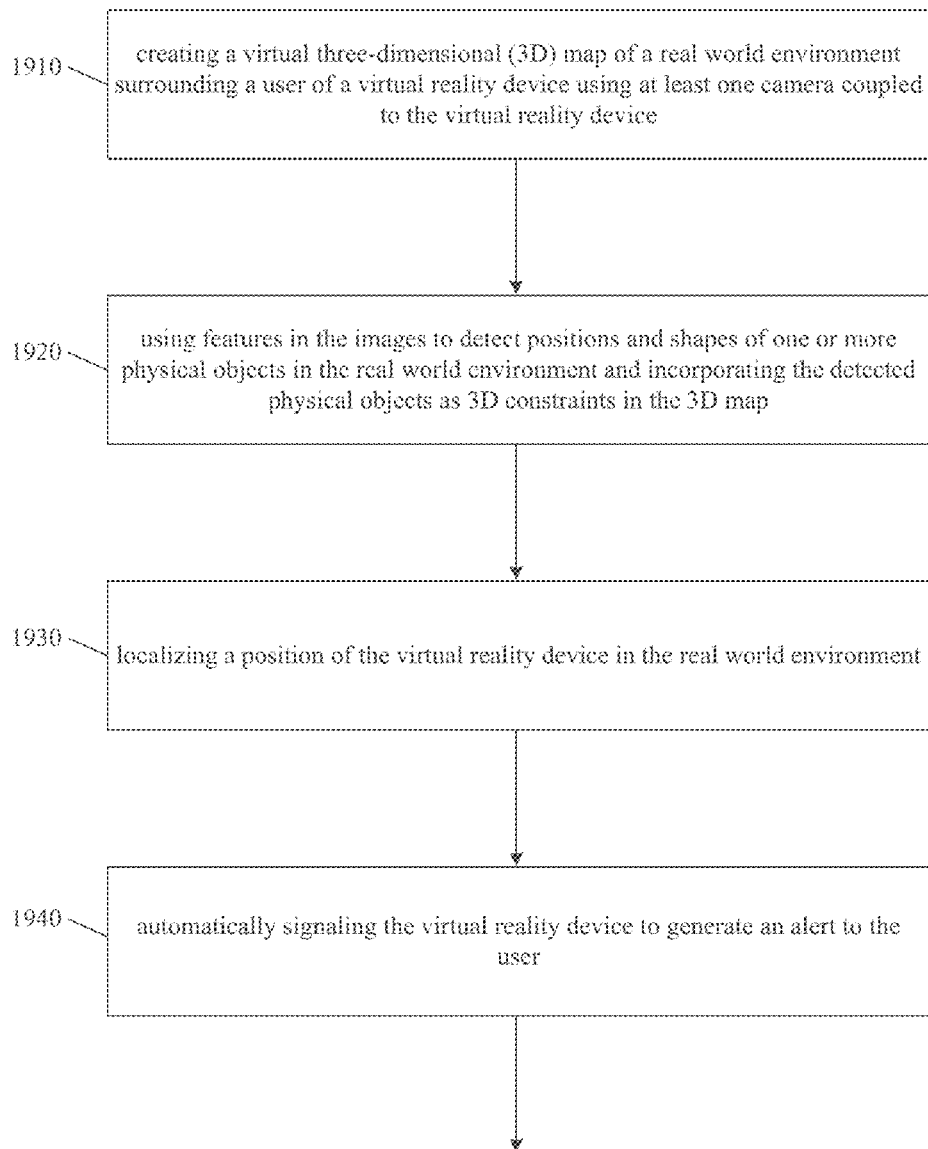 1910
creating a virtual three-dimensional (3D) map of a real world environment
surrounding a user of a virtual reality device using at least one camera coupled
to the virtual reality device
1920
using features in the images to detect positions and shapes of one or more
physical objects in the real world environment and incorporating the detected
physical objects as 3D constraints in the 3D map
1930
localizing a position of the virtual reality device in the real world environment
1940
automatically signaling the virtual reality device to generate an alert to the
user